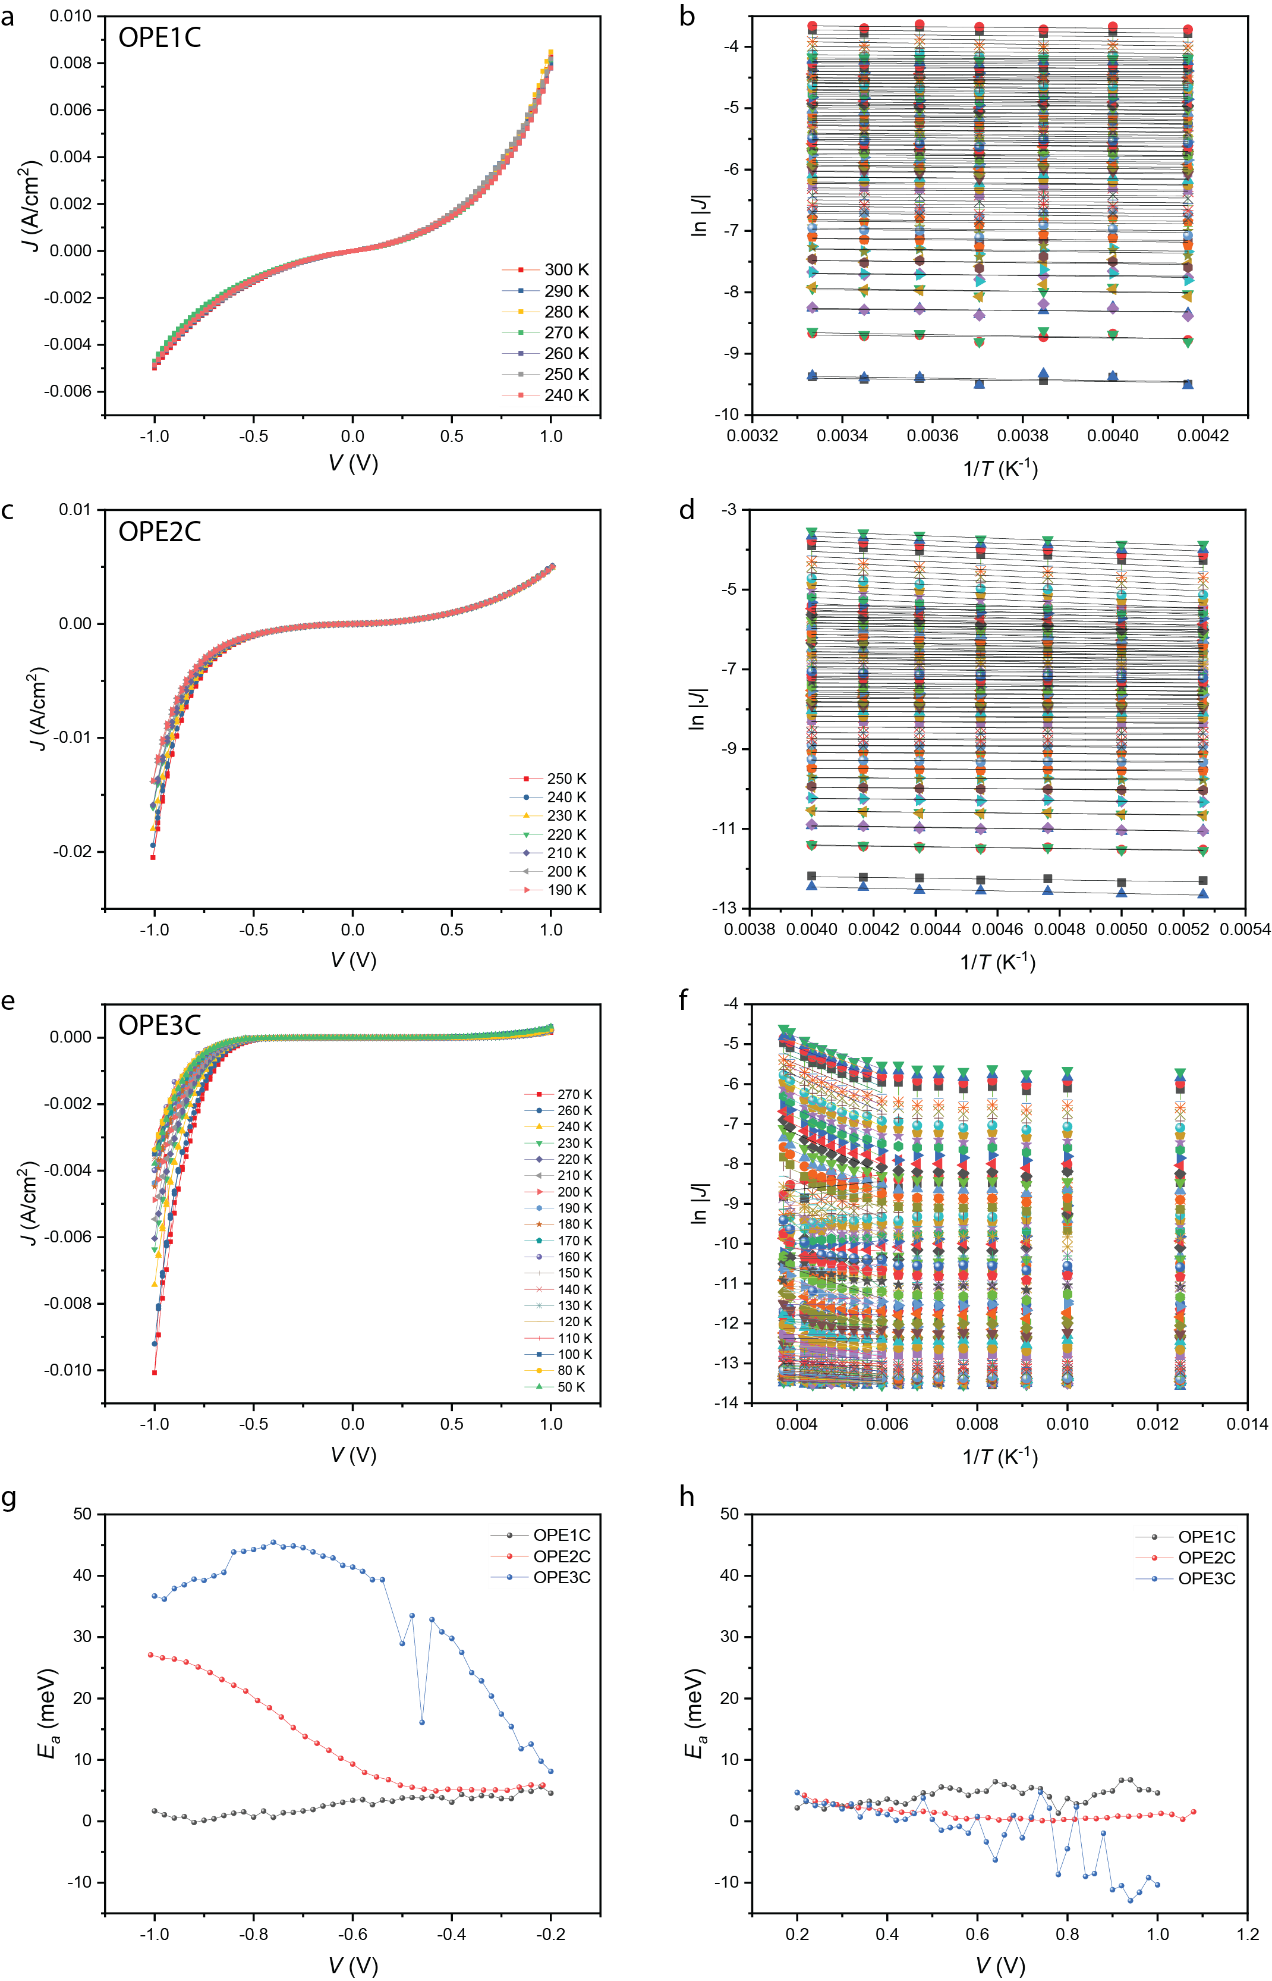 a
OPE1C
0.010
0.008
0.006
0.004
0.002
0.000
-0.002
-0.004
-0.006
J (A/cm2)
-1.0 -0.5 0.0 0.5 1.0
V (V)
300 K
290 K
280 K
270 K
260 K
250 K
240 K
b
-4
-5
-6
-7
-8
-9
-10
ln |J|
0.0032 0.0034 0.0036 0.0038 0.0040 0.0042
1/T (K-1)
c
OPE2C
0.01
0.00
-0.01
-0.02
J (A/cm2)
-1.0 -0.5 0.0 0.5 1.0
V (V)
250 K
240 K
230 K
220 K
210 K
200 K
190 K
d
-3
-5
-7
-9
-11
-13
ln |J|
0.0038 0.0040 0.0042 0.0044 0.0046 0.0048 0.0050 0.0052 0.0054
1/T (K-1)
e
OPE3C
0.000
-0.002
-0.004
-0.006
-0.008
-0.010
J (A/cm2)
-1.0 -0.5 0.0 0.5 1.0
V (V)
270 K
260 K
240 K
230 K
220 K
210 K
200 K
190 K
180 K
170 K
160 K
150 K
140 K
130 K
120 K
110 K
100 K
80 K
50 K
f
-4
-5
-6
-7
-8
-9
-10
-11
-12
-13
-14
ln |J|
0.004 0.006 0.008 0.010 0.012 0.014
1/T (K-1)
g
50
40
30
20
10
0
-10
Ea (meV)
-1.0 -0.8 -0.6 -0.4 -0.2
V (V)
OPE1C
OPE2C
OPE3C
h
50
40
30
20
10
0
-10
Ea (meV)
0.2 0.4 0.6 0.8 1.0 1.2
V (V)
OPE1C
OPE2C
OPE3C